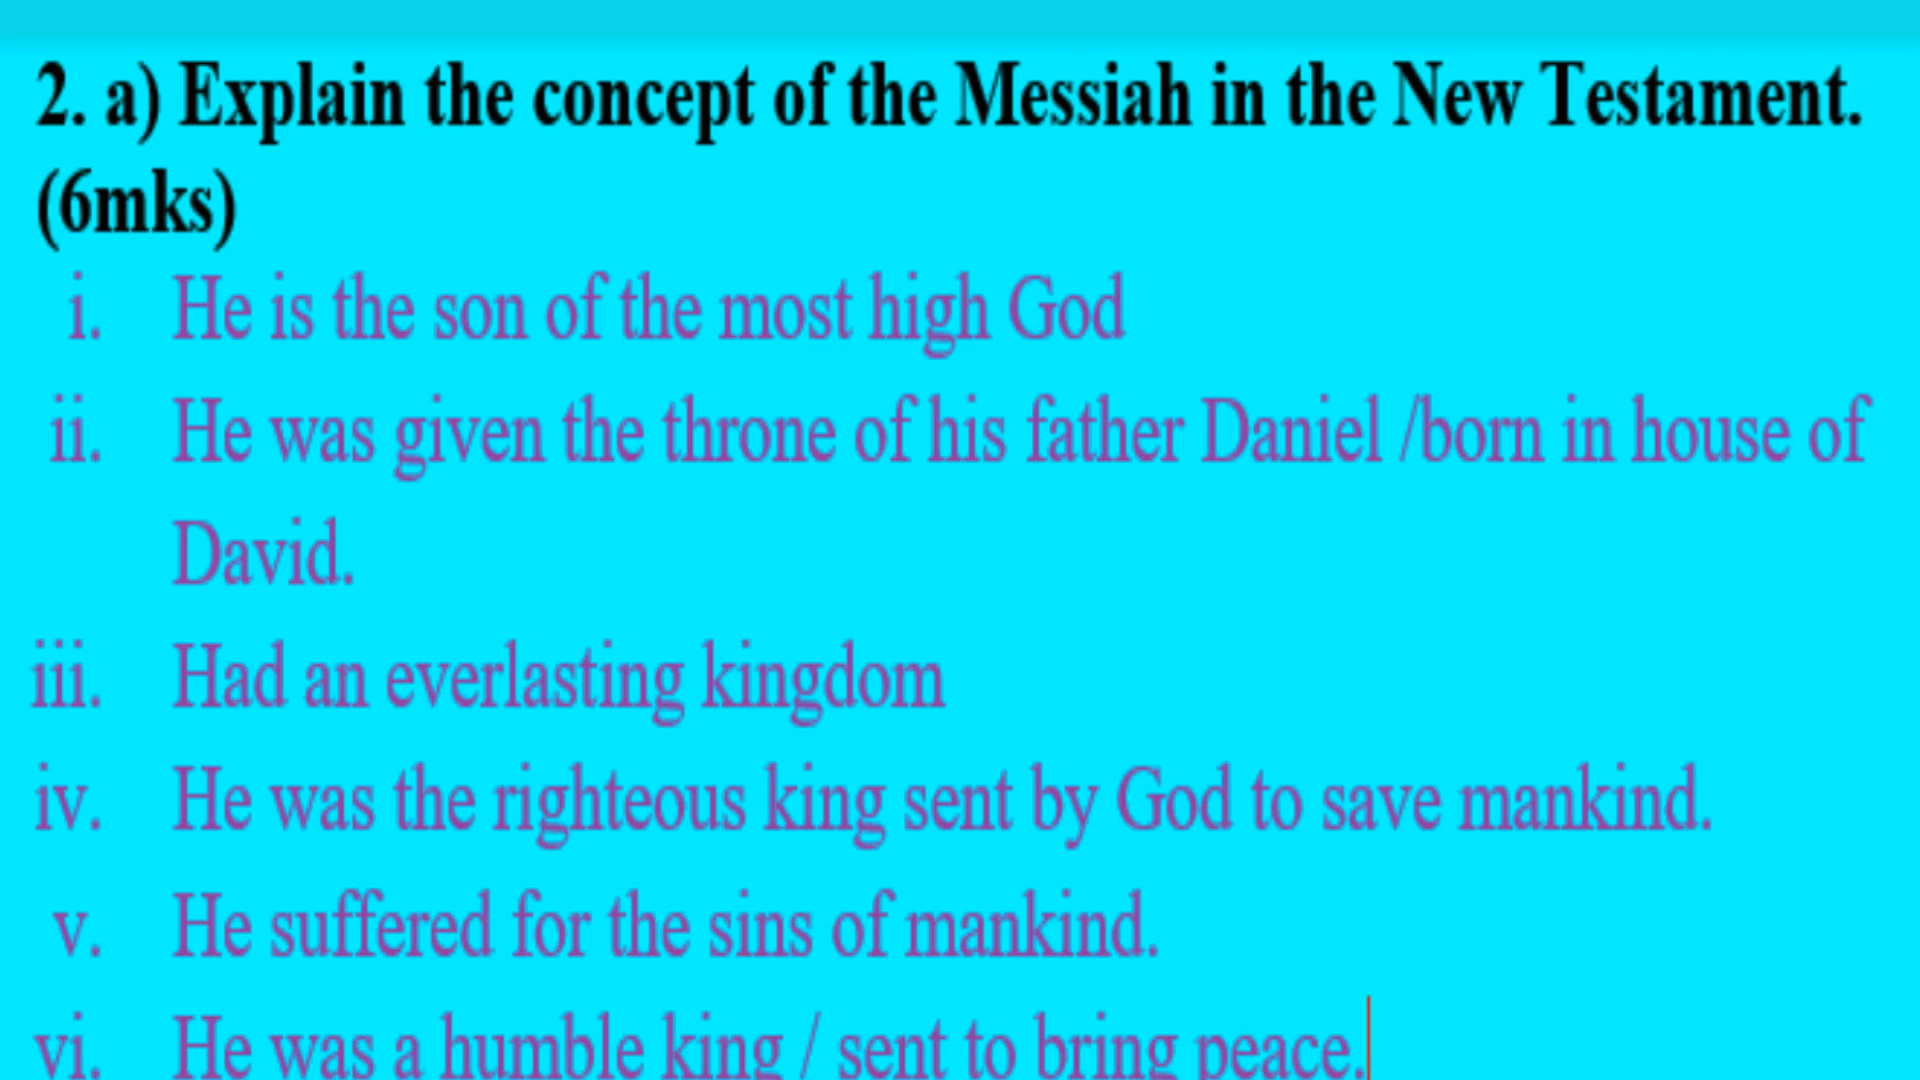 2. a) Explain the concept of the Messiah in the New Testament.
(6mks)
i. He is the son of the most high God
ii. He was given the throne of his father Daniel /born in house of
David.
iii. Had an everlasting kingdom
iv. He was the righteous king sent by God to save mankind.
v. He suffered for the sins of mankind.
vi. He was a humble king / sent to bring peace.